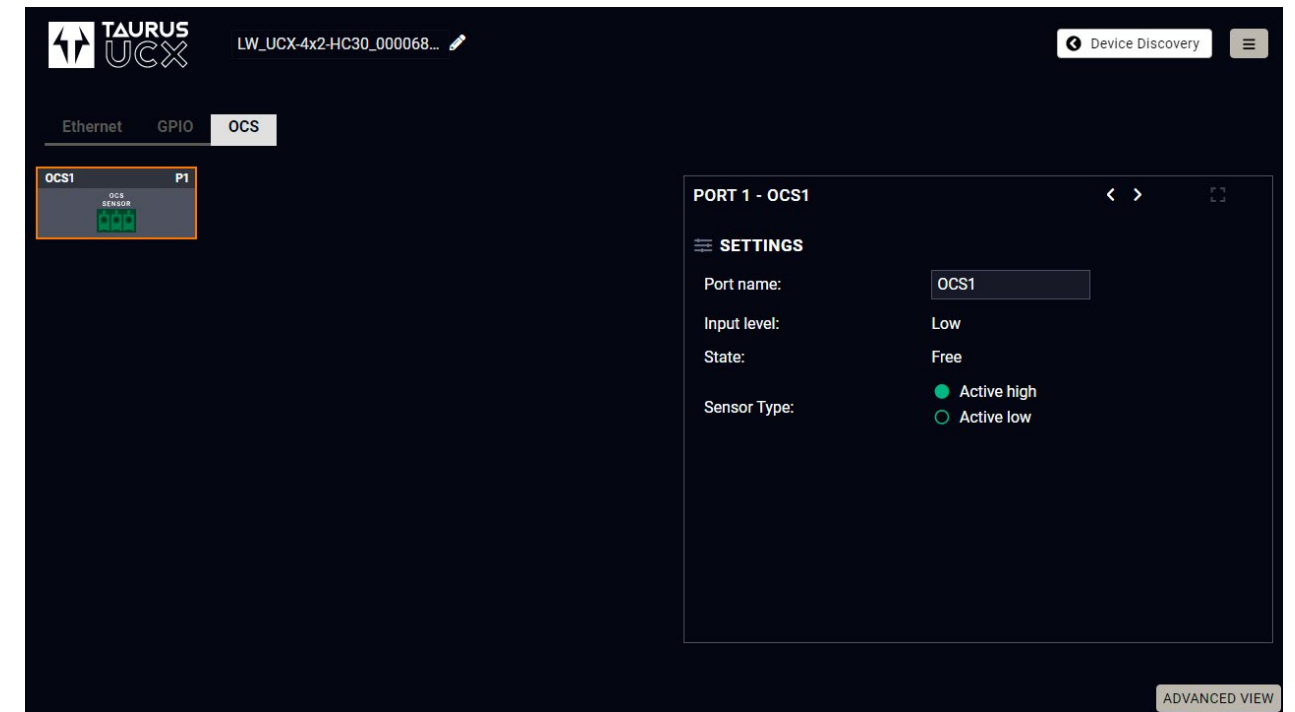 TAURUS
UCX
LW_UCX-4x2-HC30_000068...
Device Discovery
Ethernet GPIO OCS
OCS1 P1
OCS
SENSOR
PORT 1 - OCS1
SETTINGS
Port name: OCS1
Input level: Low
State: Free
Sensor Type:
Active high
Active low
ADVANCED VIEW